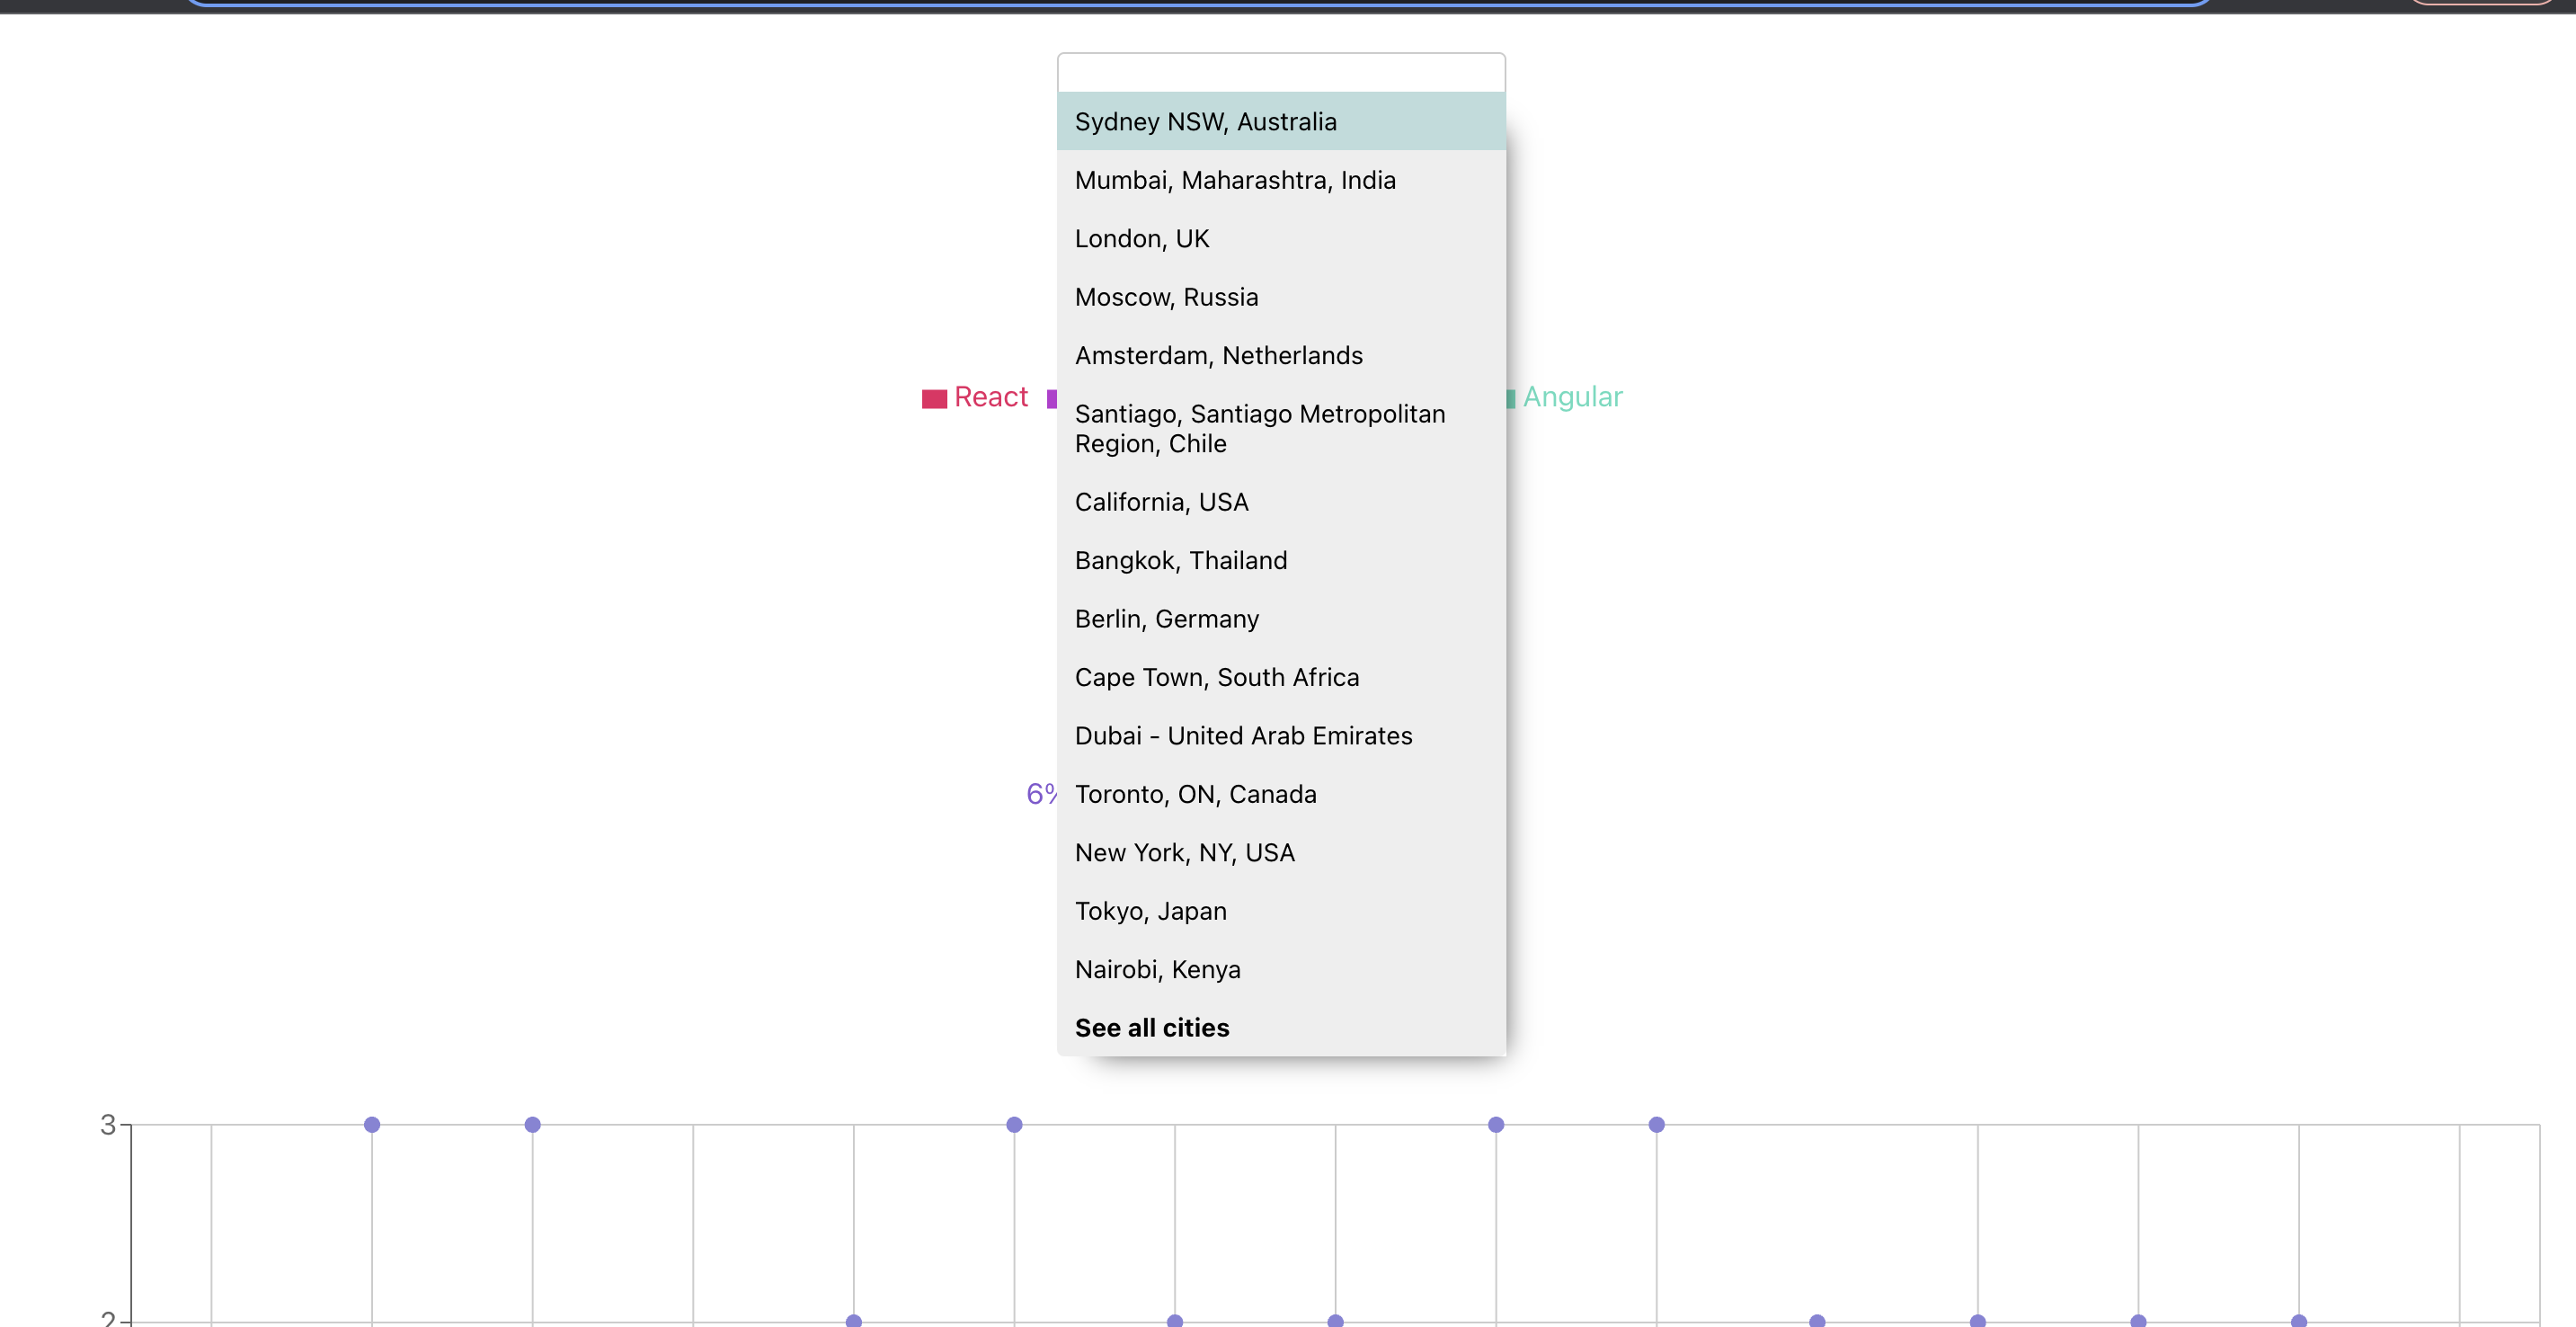 Sydney NSW, Australia
Mumbai, Maharashtra, India
London, UK
Moscow, Russia
Amsterdam, Netherlands
React
Angular
Santiago, Santiago Metropolitan
Region, Chile
California, USA
Bangkok, Thailand
Berlin, Germany
Cape Town, South Africa
Dubai - United Arab Emirates
6%
Toronto, ON, Canada
New York, NY, USA
Tokyo, Japan
Nairobi, Kenya
See all cities
3
2